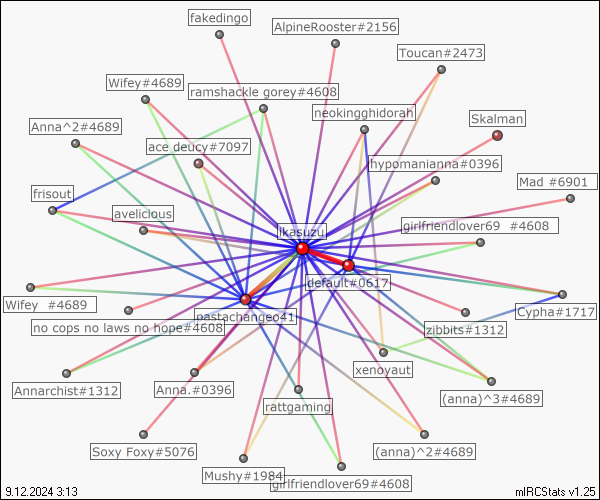 fakedingo
AlpineRooster#2156
Toucan#2473
Wifey#4689
ramshackle gorey#4608
neokingghidorah
Skalman
Anna^2#4689
ace deucy#7097
hypomanianna#0396
Mad #6901
frisout
avelicious
girlfriendlover69 #4608
ikasuzu
default#0617
Wifey #4689
nastachangeo41
Cypha#1717
no cops no laws no hope#4608
zibbits#1312
xenoyaut
Annarchist#1312
Anna.#0396
(anna)^3#4689
rattgaming
Soxy Foxy#5076
(anna)^2#4689
Mushy#1984
girlfriendlover69#4608
9.12.2024 3:13
mIRCStats v1.25